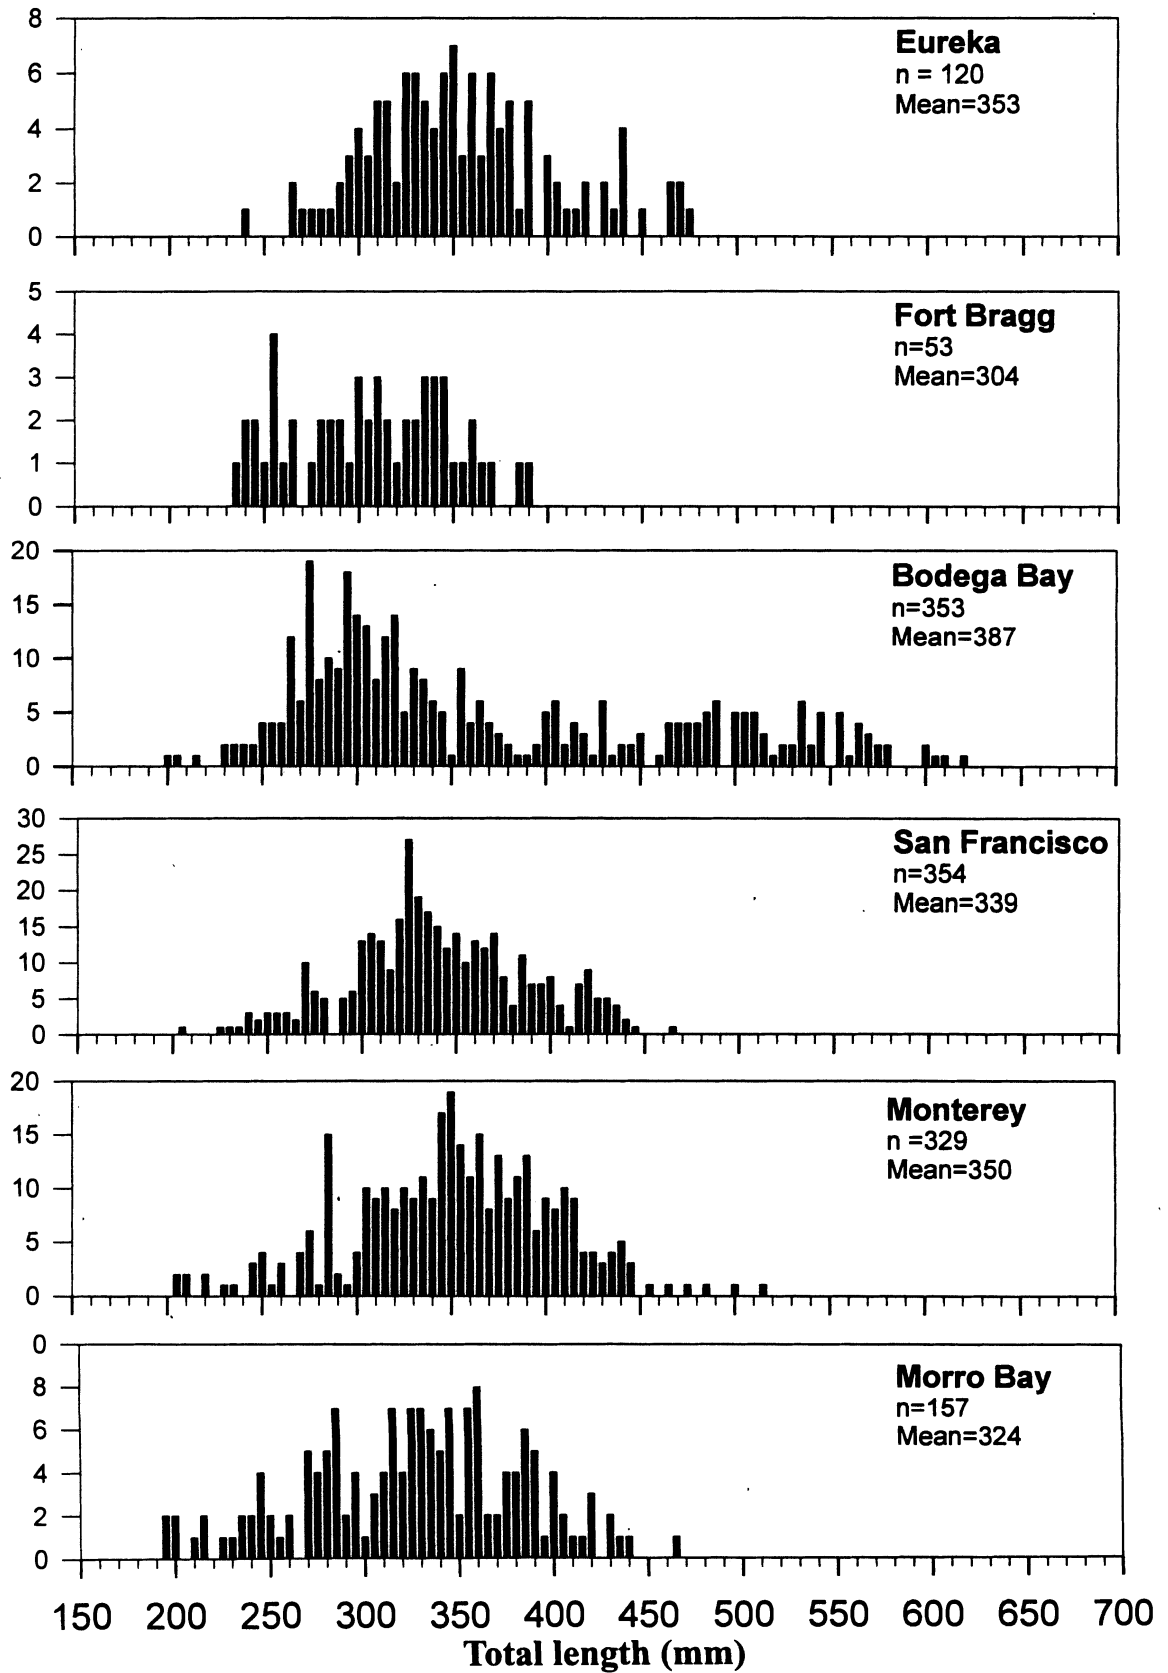 8
Eureka
n = 120
Mean=353
6
4
2
0
5
Fort Bragg
n=53
Mean=304
4
3
2
1
0
20
Bodega Bay
n=353
Mean=387
15
10
5
0
30
San Francisco
n=354
Mean=339
25
20
15
10
5
0
20
Monterey
n =329
Mean=350
15
10
5
0
0
Morro Bay
n=157
Mean=324
8
6
4
2
0
150 200 250 300 350 400 450 500 550 600 650 700
Total length (mm)